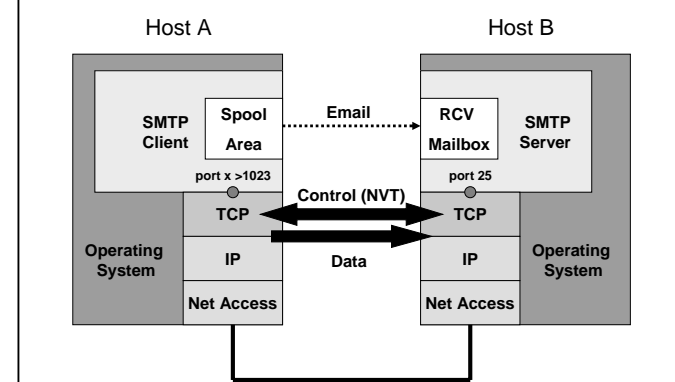 Host A
Host B
SMTP
Client
Spool
Area
Email
RCV
Mailbox
SMTP
Server
port x >1023
port 25
Control (NVT)
TCP
TCP
Operating
System
IP
Data
IP
Operating
System
Net Access
Net Access